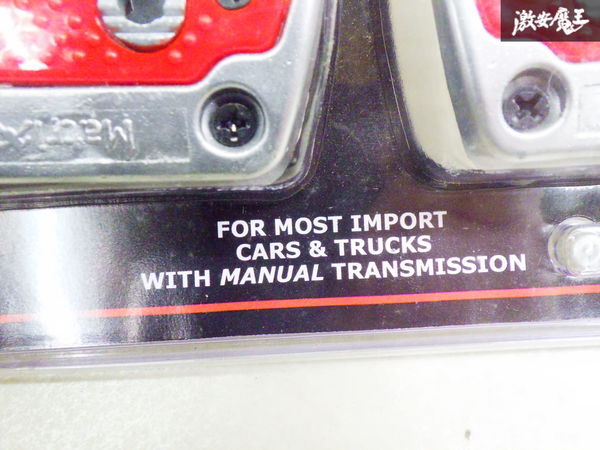 激安魔王
FOR MOST IMPORT
CARS & TRUCKS
WITH MANUAL TRANSMISSION